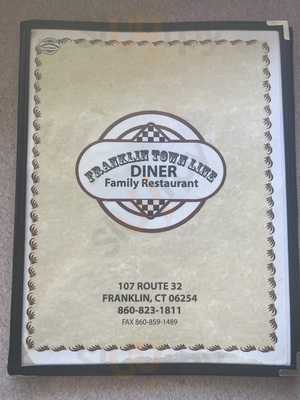 FRANKLIN TOWN LINE
DINER
Family Restaurant
107 ROUTE 32
FRANKLIN, CT 06254
860-823-1811
FAX 860-859-1489